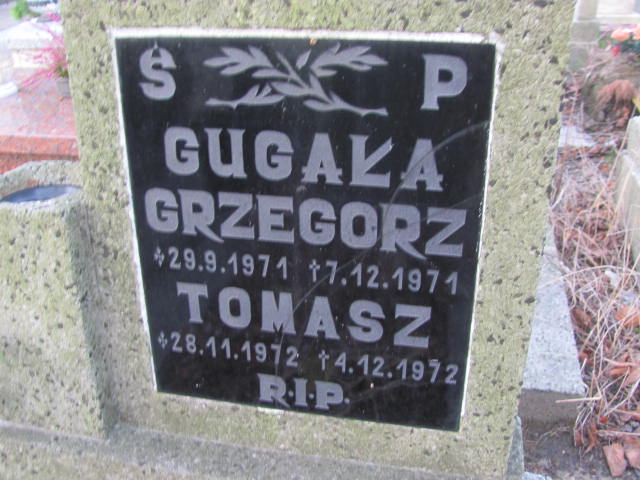 Ś P
GUGAŁA
GRZEGORZ
*29.9.1971 †7.12.1971
TOMASZ
*28.11.1972 †4.12.1972
R.I.P.